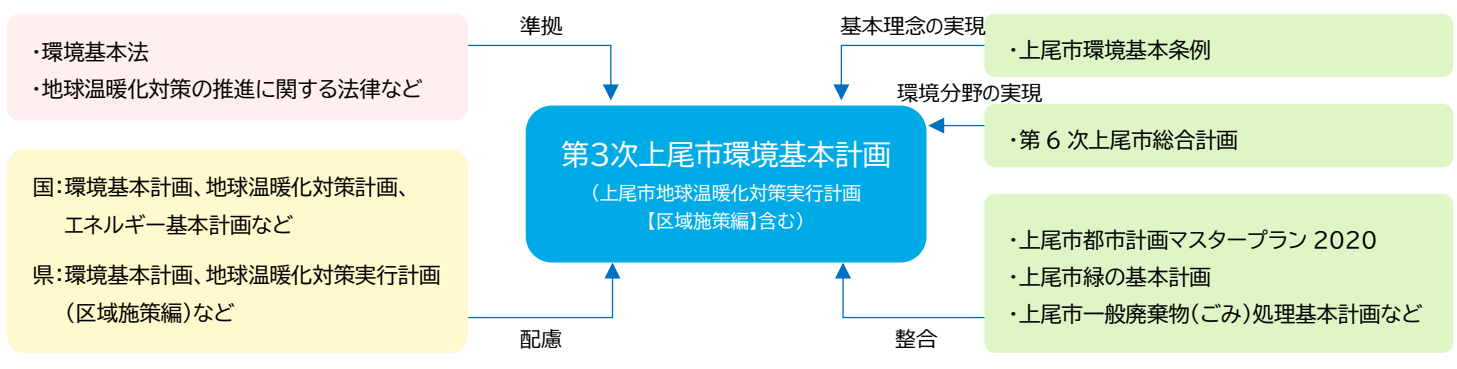 ・環境基本法
・地球温暖化対策の推進に関する法律など
準拠
国:環境基本計画、地球温暖化対策計画、
エネルギー基本計画など
県:環境基本計画、地球温暖化対策実行計画
(区域施策編)など
配慮
第3次上尾市環境基本計画
(上尾市地球温暖化対策実行計画
【区域施策編】含む)
基本理念の実現
・上尾市環境基本条例
環境分野の実現
・第 6 次上尾市総合計画
・上尾市都市計画マスタープラン 2020
・上尾市緑の基本計画
・上尾市一般廃棄物(ごみ)処理基本計画など
整合